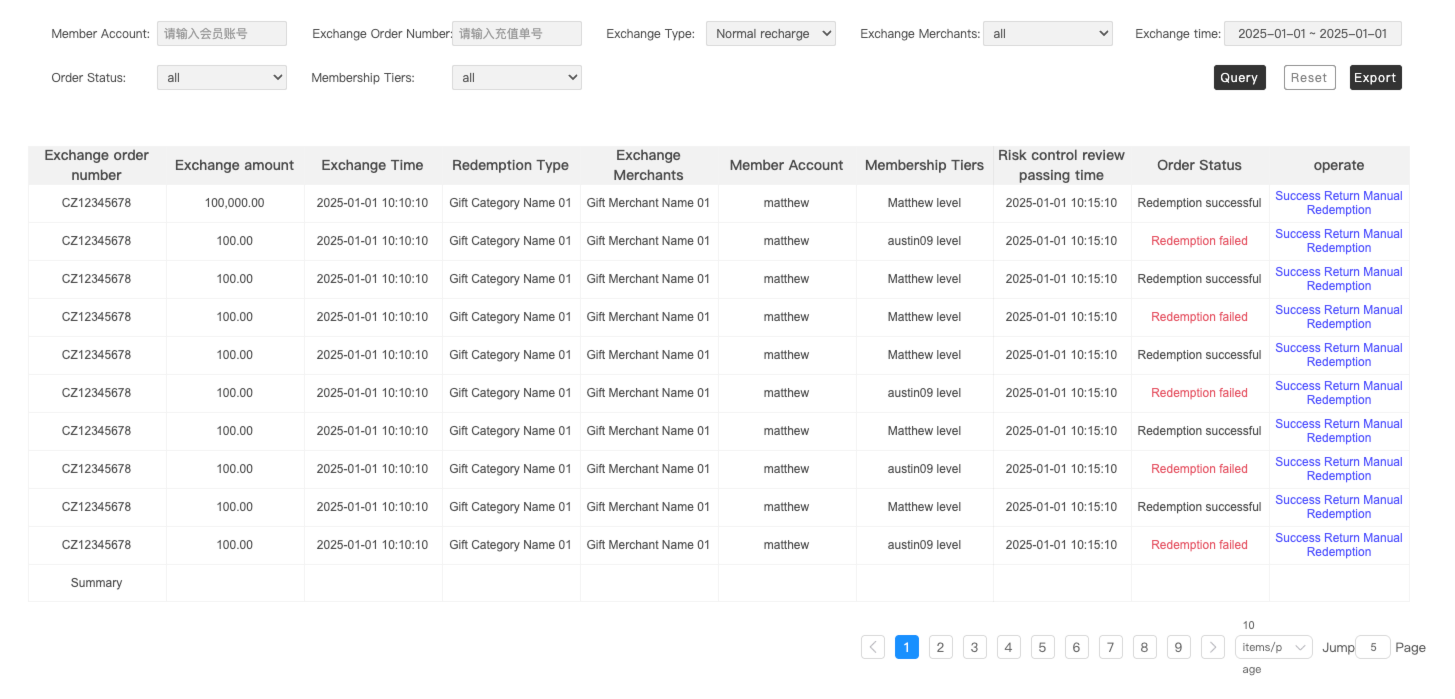 Member Account: 请输入会员账号 Exchange Order Number: 请输入充值单号 Exchange Type: Normal recharge Exchange Merchants: all Exchange time: 2025-01-01 ~ 2025-01-01
Order Status: all Membership Tiers: all Query Reset Export
Exchange order number Exchange amount Exchange Time Redemption Type Exchange Merchants Member Account Membership Tiers Risk control review passing time Order Status operate
CZ12345678 100,000.00 2025-01-01 10:10:10 Gift Category Name 01 Gift Merchant Name 01 matthew Matthew level 2025-01-01 10:15:10 Redemption successful Success Return Manual Redemption
CZ12345678 100.00 2025-01-01 10:10:10 Gift Category Name 01 Gift Merchant Name 01 matthew austin09 level 2025-01-01 10:15:10 Redemption failed Success Return Manual Redemption
CZ12345678 100.00 2025-01-01 10:10:10 Gift Category Name 01 Gift Merchant Name 01 matthew Matthew level 2025-01-01 10:15:10 Redemption successful Success Return Manual Redemption
CZ12345678 100.00 2025-01-01 10:10:10 Gift Category Name 01 Gift Merchant Name 01 matthew Matthew level 2025-01-01 10:15:10 Redemption failed Success Return Manual Redemption
CZ12345678 100.00 2025-01-01 10:10:10 Gift Category Name 01 Gift Merchant Name 01 matthew Matthew level 2025-01-01 10:15:10 Redemption successful Success Return Manual Redemption
CZ12345678 100.00 2025-01-01 10:10:10 Gift Category Name 01 Gift Merchant Name 01 matthew austin09 level 2025-01-01 10:15:10 Redemption failed Success Return Manual Redemption
CZ12345678 100.00 2025-01-01 10:10:10 Gift Category Name 01 Gift Merchant Name 01 matthew Matthew level 2025-01-01 10:15:10 Redemption successful Success Return Manual Redemption
CZ12345678 100.00 2025-01-01 10:10:10 Gift Category Name 01 Gift Merchant Name 01 matthew austin09 level 2025-01-01 10:15:10 Redemption failed Success Return Manual Redemption
CZ12345678 100.00 2025-01-01 10:10:10 Gift Category Name 01 Gift Merchant Name 01 matthew Matthew level 2025-01-01 10:15:10 Redemption successful Success Return Manual Redemption
CZ12345678 100.00 2025-01-01 10:10:10 Gift Category Name 01 Gift Merchant Name 01 matthew austin09 level 2025-01-01 10:15:10 Redemption failed Success Return Manual Redemption
Summary
1 2 3 4 5 6 7 8 9 10 items/p age Jump 5 Page